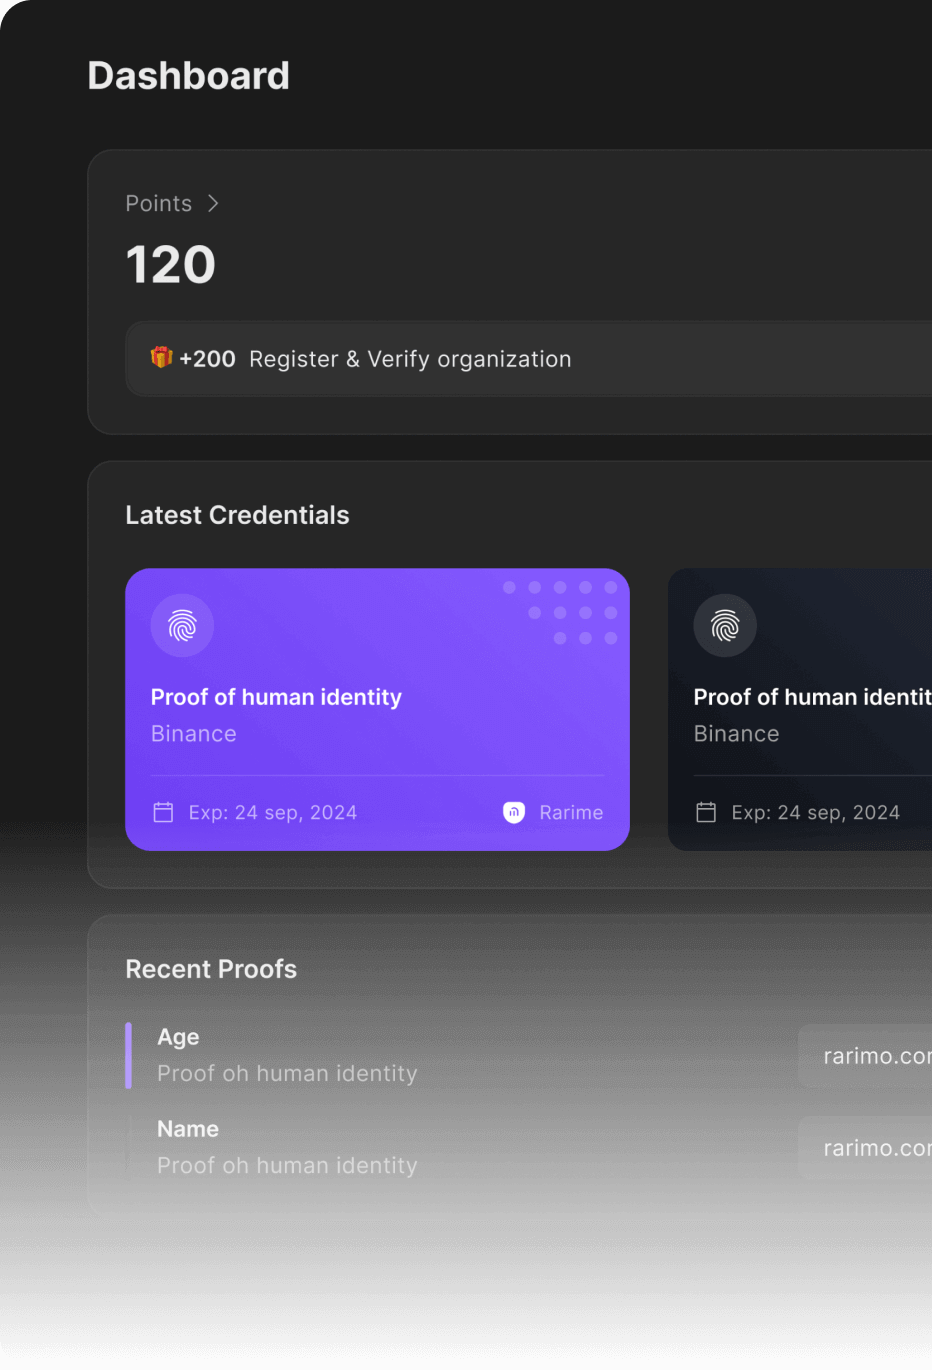 Dashboard
Points
120
+200 Register & Verify organization
Latest Credentials
Proof of human identity
Binance
Exp: 24 sep, 2024
Rarime
Proof of human identit
Binance
Exp: 24 sep, 2024
Recent Proofs
Age
Proof oh human identity
rarimo.con
Name
Proof oh human identity
rarimo.con